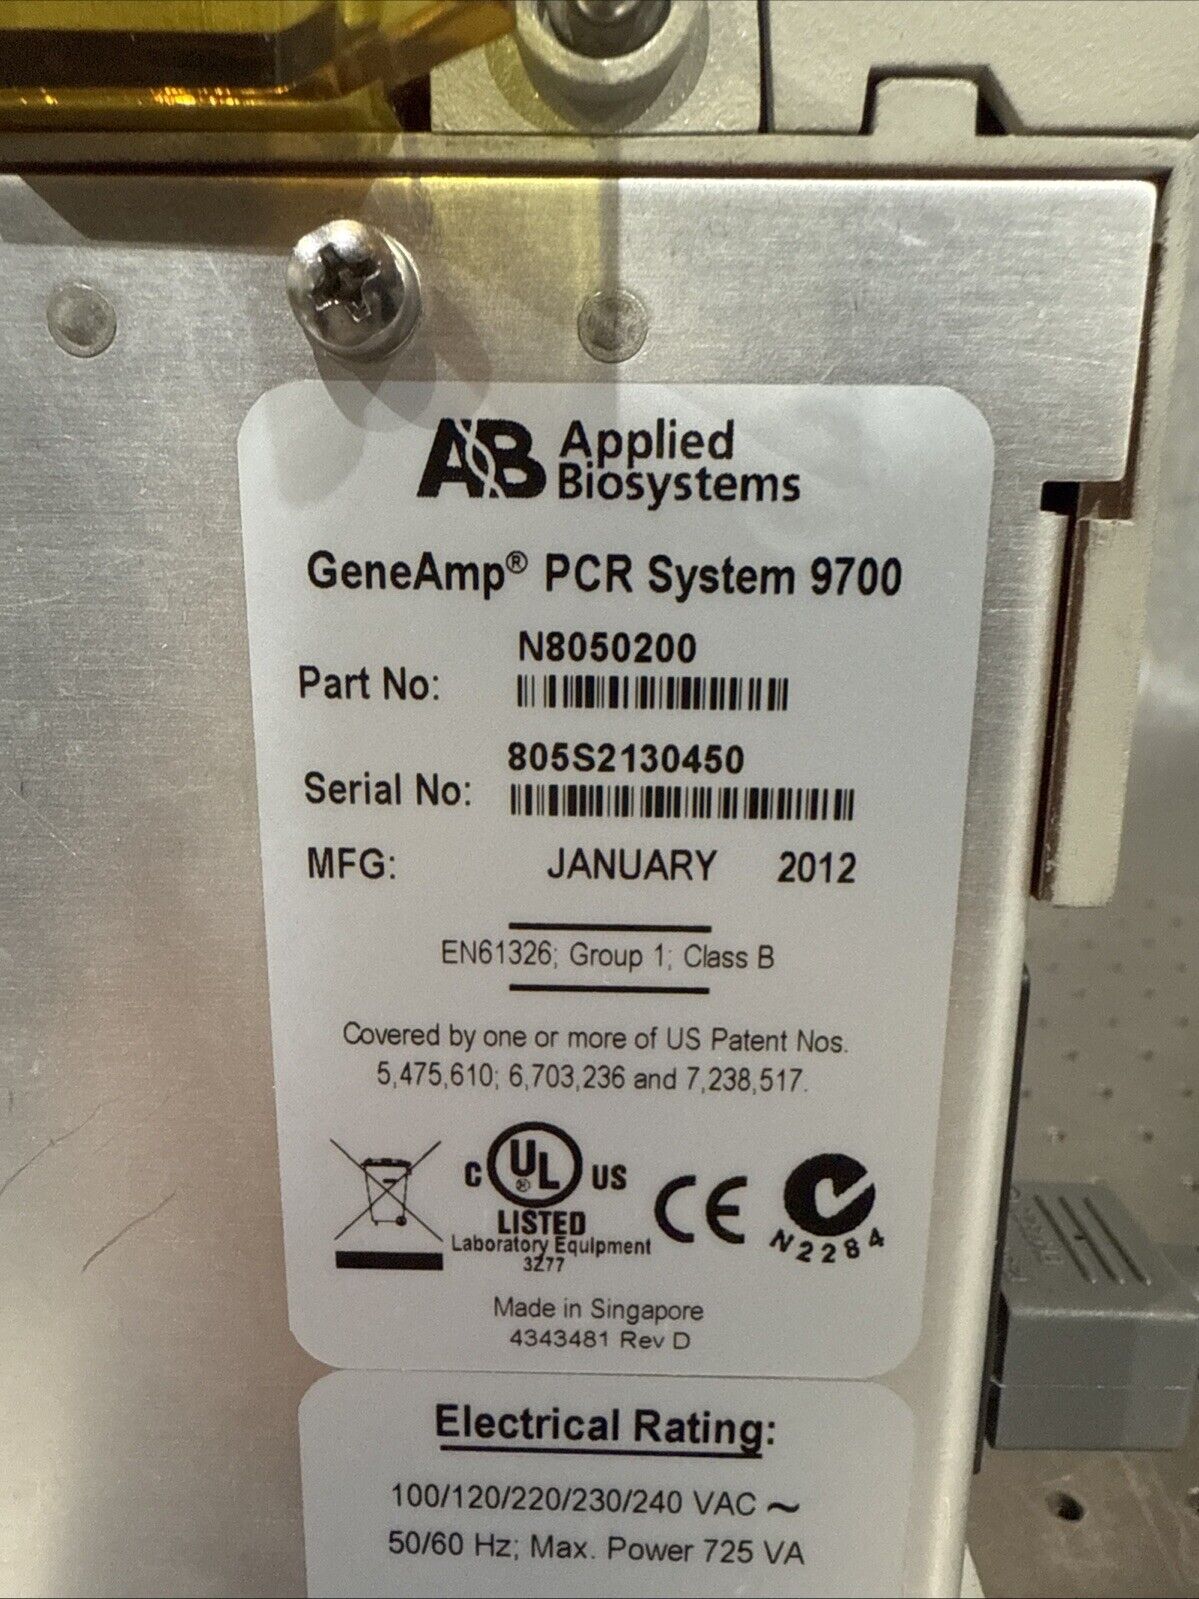 AB Applied
Biosystems
GeneAmp® PCR System 9700
N8050200
Part No:
805S2130450
Serial No:
MFG: JANUARY 2012
EN61326; Group 1; Class B
Covered by one or more of US Patent Nos.
5,475,610; 6,703,236 and 7,238,517.
C UL® US
LISTED
Laboratory Equipment
3Z77
CE
N2284
Made in Singapore
4343481 Rev D
Electrical Rating:
100/120/220/230/240 VAC ~
50/60 Hz; Max. Power 725 VA